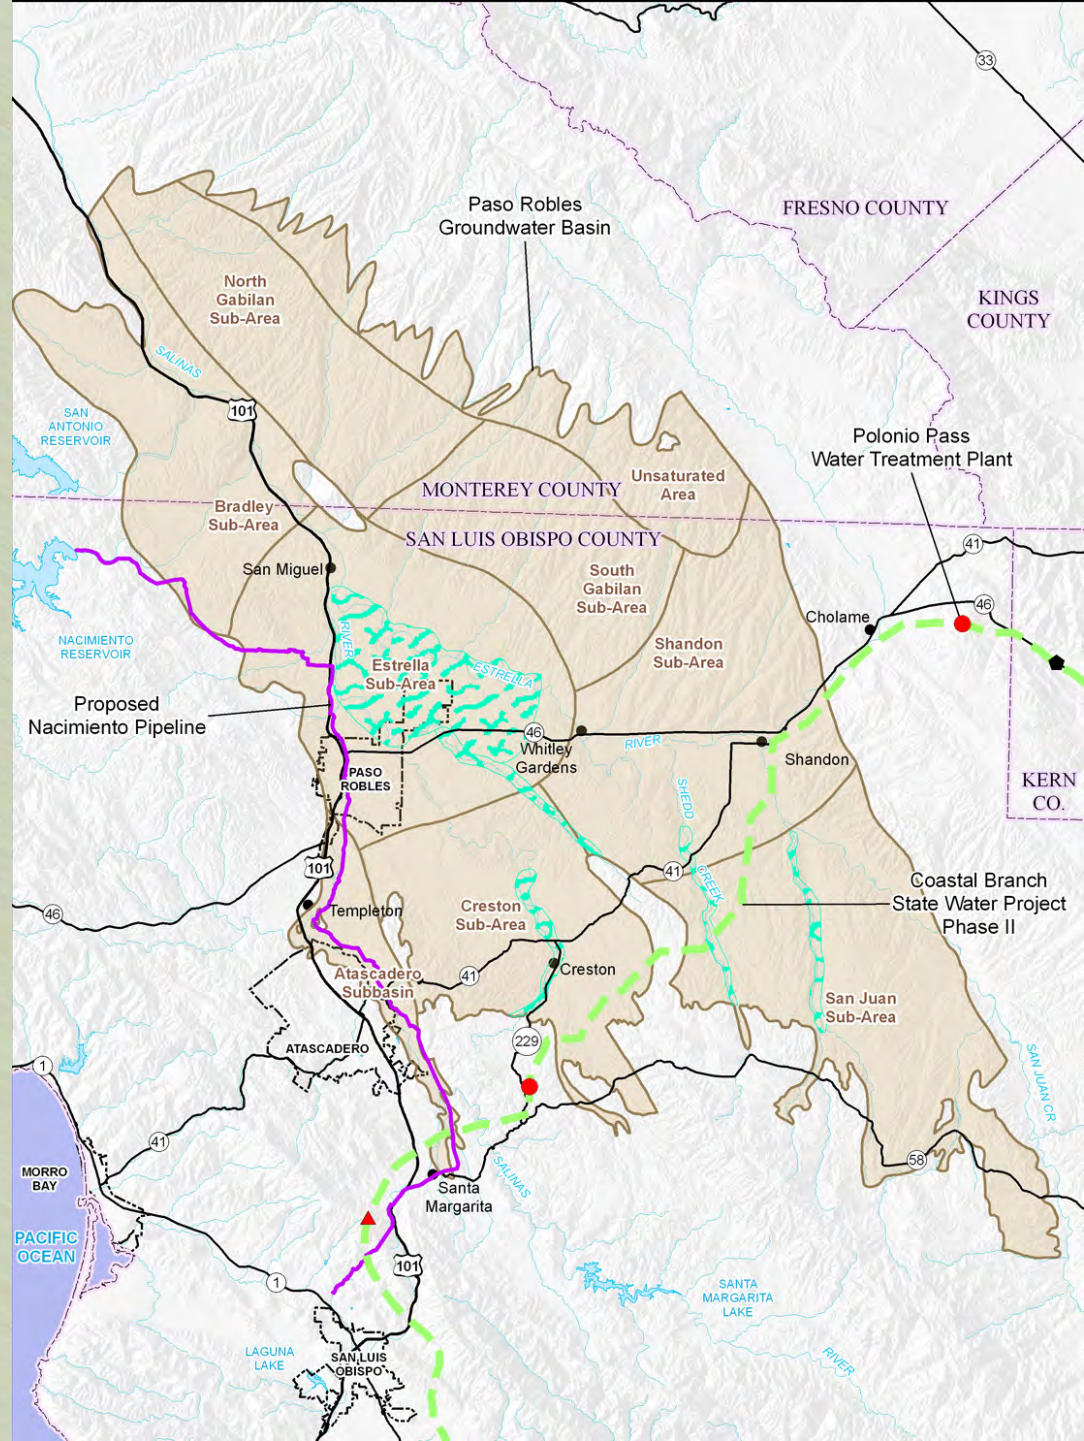 33
Paso Robles
Groundwater Basin
FRESNO COUNTY
KINGS
COUNTY
North
Gabilan
Sub-Area
SALINAS
101
SAN
ANTONIO
RESERVOIR
Polonio Pass
Water Treatment Plant
Unsaturated
Area
MONTEREY COUNTY
Bradley
Sub-Area
SAN LUIS OBISPO COUNTY
41
San Miguel
South
Gabilan
Sub-Area
46
Cholame
NACIMIENTO
RESERVOIR
RIVER
Shandon
Sub-Area
Estrella
Sub-Area
ESTRELLA
Proposed
Nacimiento Pipeline
46
Whitley
Gardens
RIVER
Shandon
PASO
ROBLES
SHEDD
KERN
CO.
101
41
CREEK
Coastal Branch
State Water Project
Phase II
46
Templeton
Creston
Sub-Area
Atascadero
Subbasin
41
Creston
San Juan
Sub-Area
229
ATASCADERO
1
SAN JUAN CR
41
58
MORRO
BAY
SALINAS
Santa
Margarita
PACIFIC
OCEAN
101
1
SANTA
MARGARITA
LAKE
LAGUNA
LAKE
SAN LUIS
OBISPO
RIVER